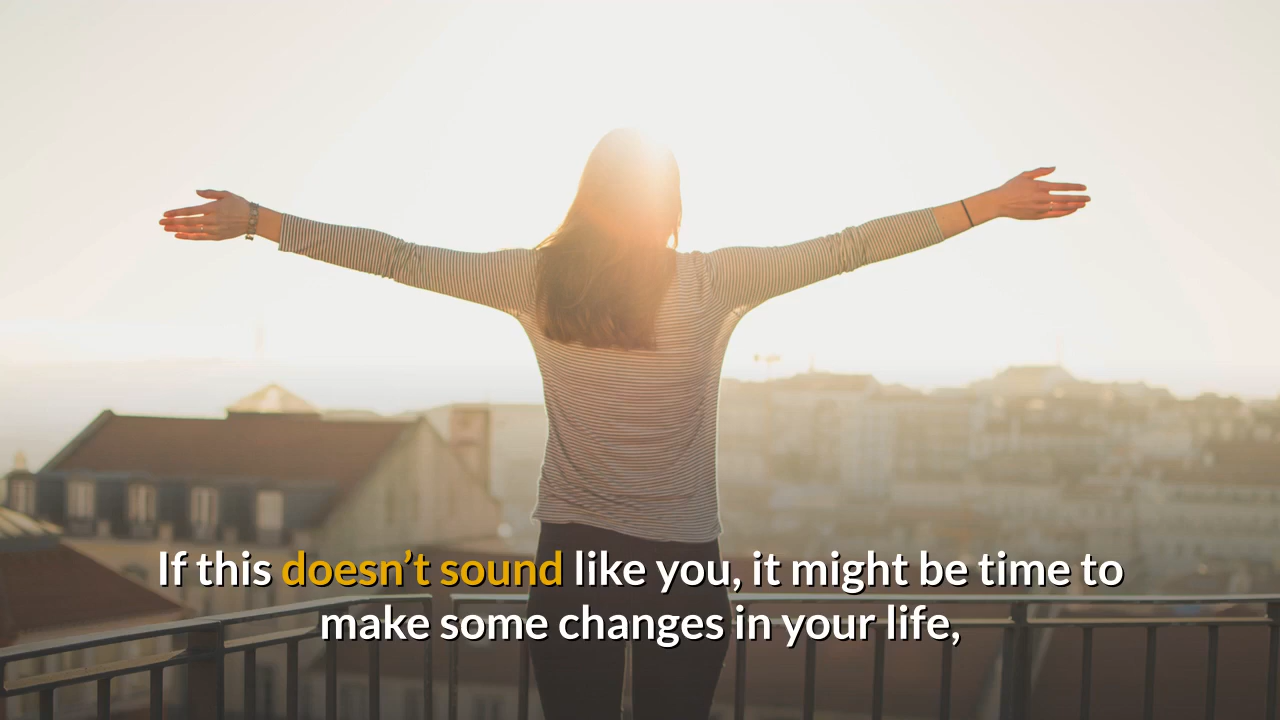 If this doesn’t sound like you, it might be time to
make some changes in your life,